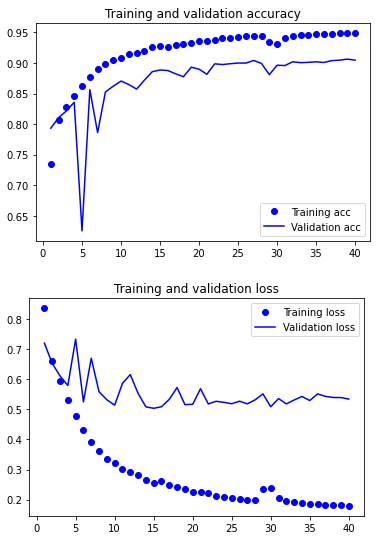 Training and validation accuracy
0.95
0.90
0.85
0.80
0.75
0.70
0.65
Training acc
Validation acc
0 5 10 15 20 25 30 35 40
Training and validation loss
0.8
0.7
0.6
0.5
0.4
0.3
0.2
Training loss
Validation loss
0 5 10 15 20 25 30 35 40